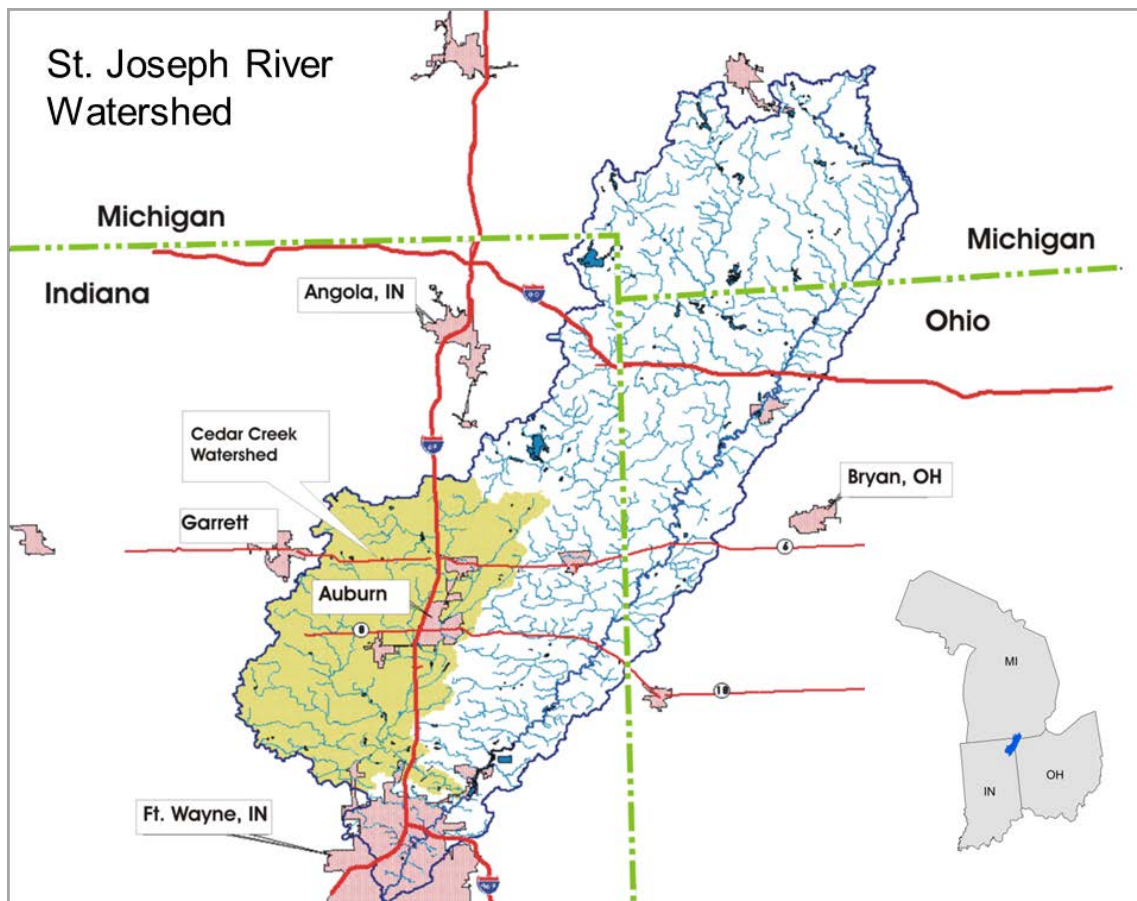 St. Joseph River
Watershed
Michigan
Michigan
Indiana
Angola, IN
Ohio
Cedar Creek
Watershed
Bryan, OH
Garrett
6
Auburn
8
18
MI
IN
OH
Ft. Wayne, IN